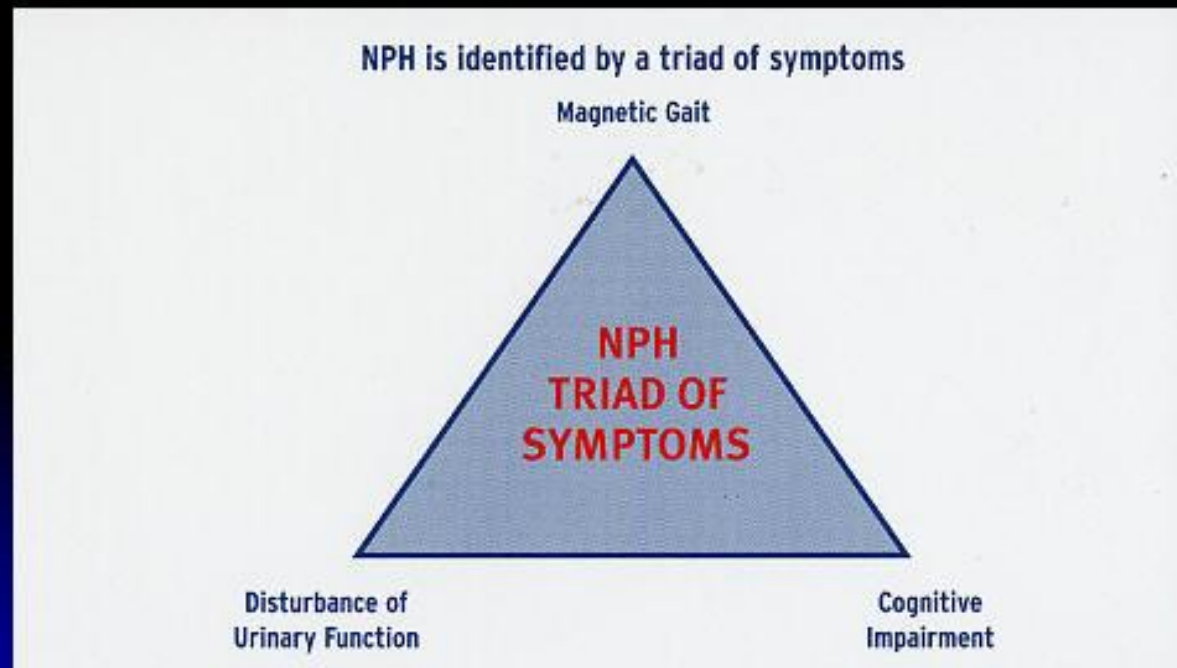 NPH is identified by a triad of symptoms
Magnetic Gait
NPH
TRIAD OF
SYMPTOMS
Disturbance of
Urinary Function
Cognitive
Impairment